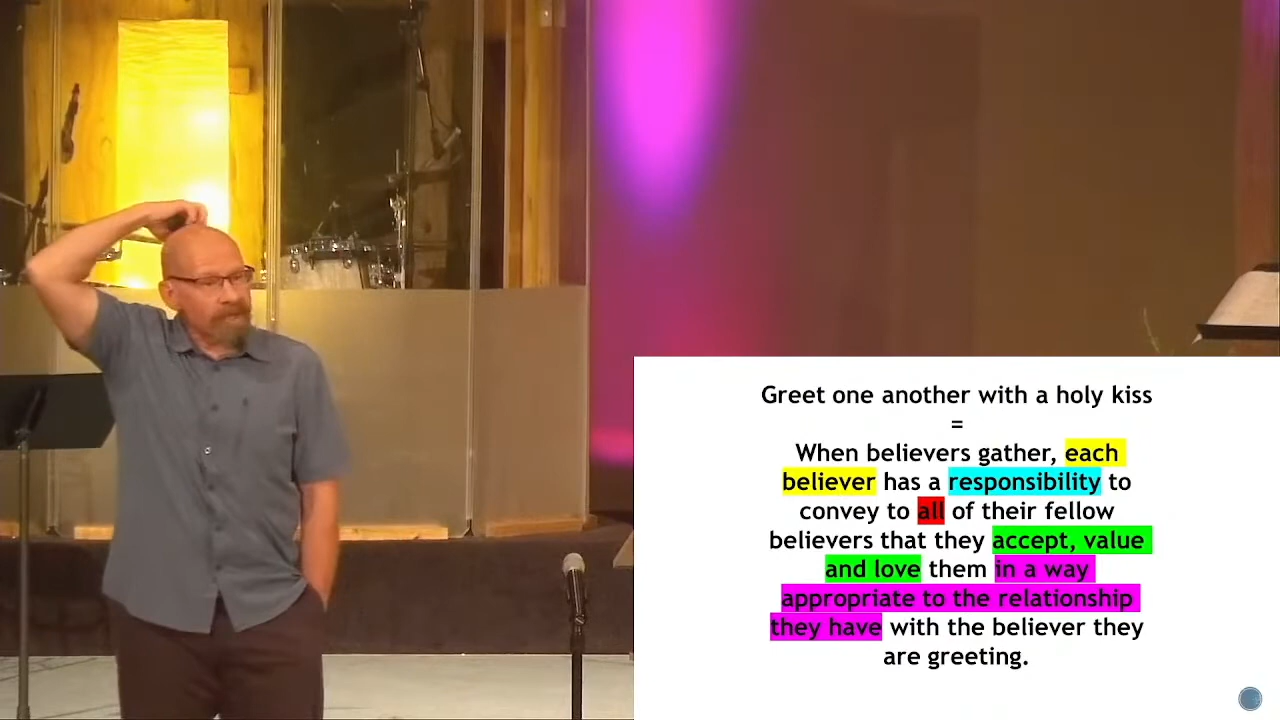 Greet one another with a holy kiss
=
When believers gather, each
believer has a responsibility to
convey to all of their fellow
believers that they accept, value
and love them in a way
appropriate to the relationship
they have with the believer they
are greeting.